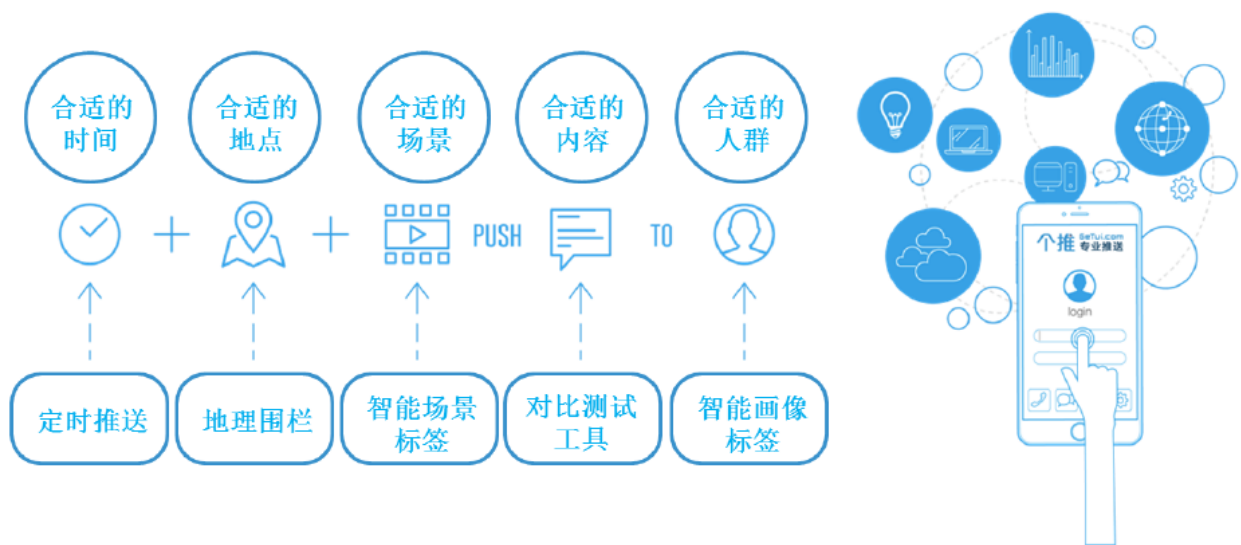 合适的
时间
合适的
地点
合适的
场景
合适的
内容
合适的
人群
PUSH
TO
定时推送
地理围栏
智能场景
标签
对比测试
工具
智能画像
标签
个推
GeTui.com
专业推送
login